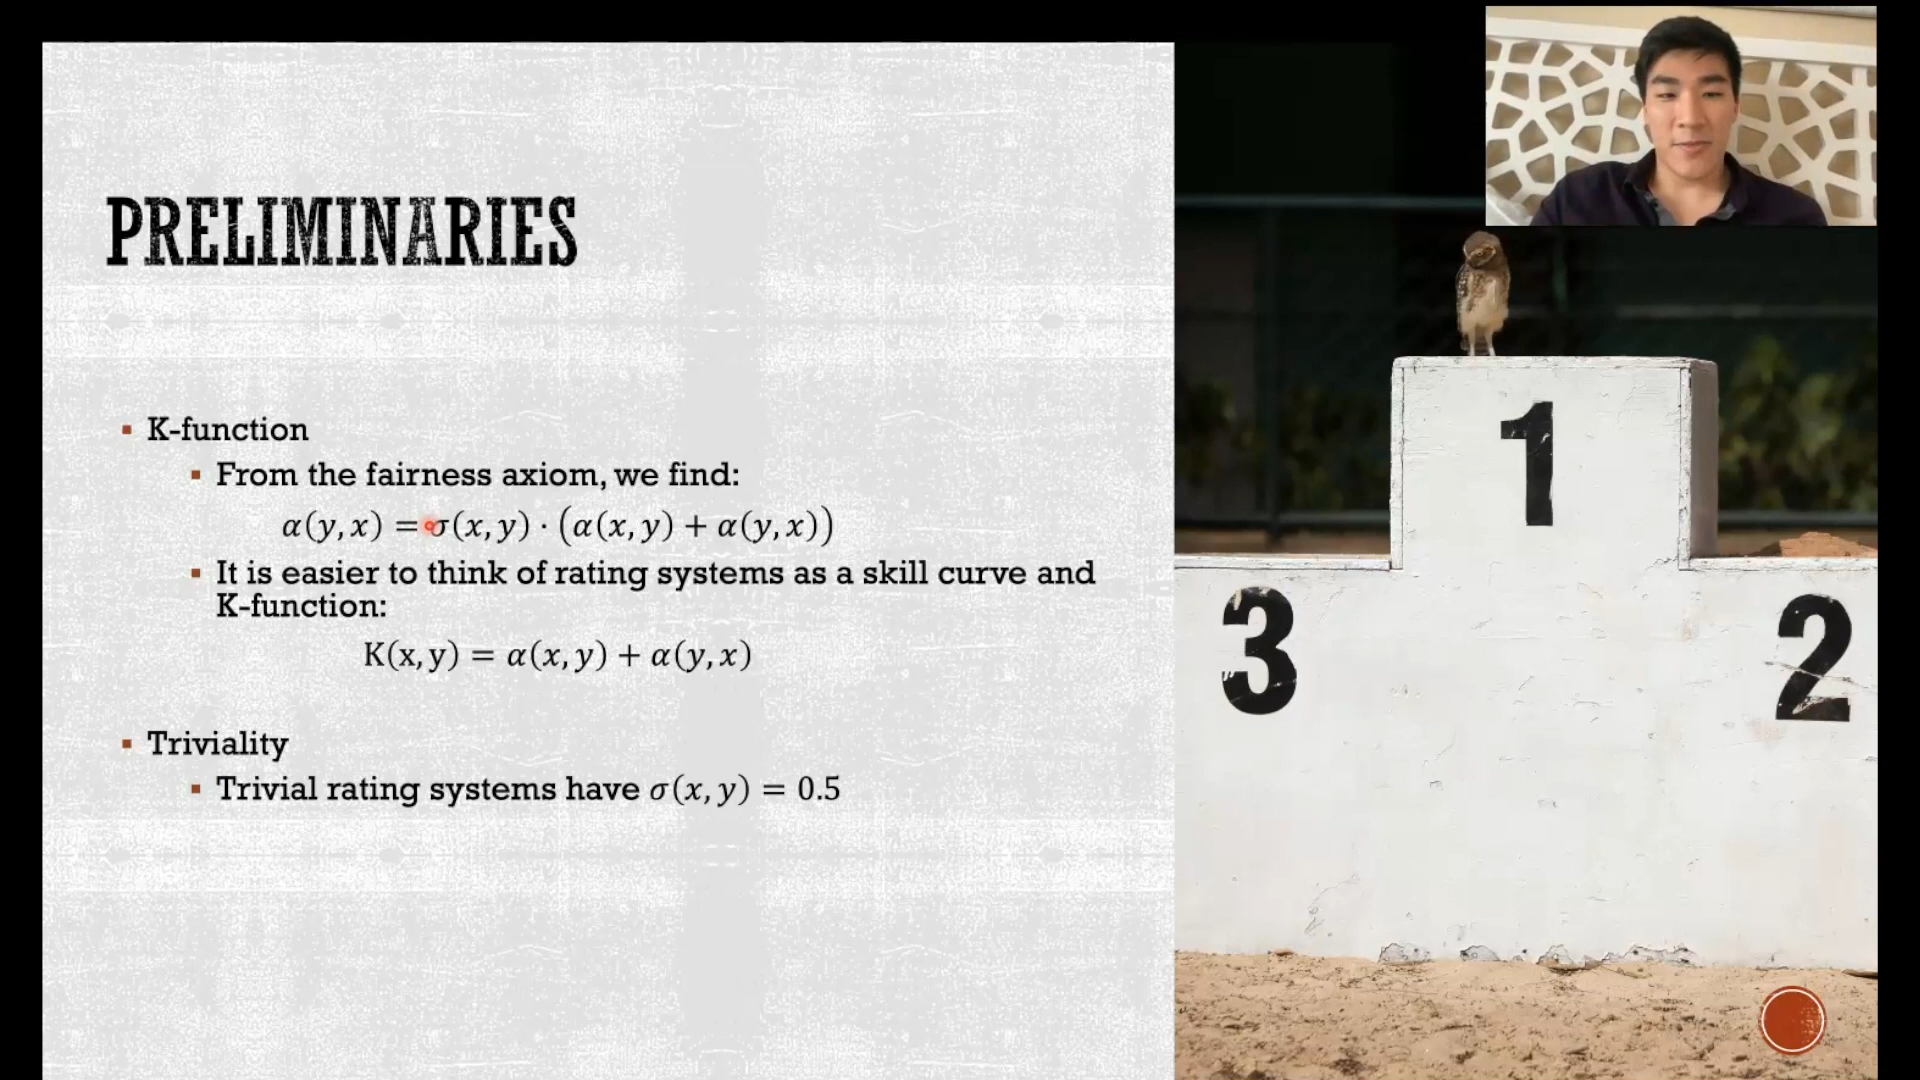 PRELIMINARIES
▪ K-function
▪ From the fairness axiom, we find:
α(y, x) = σ(x, y) · (α(x, y) + α(y, x))
▪ It is easier to think of rating systems as a skill curve and
K-function:
K(x, y) = α(x, y) + α(y, x)
▪ Triviality
▪ Trivial rating systems have σ(x, y) = 0.5
1
3
2